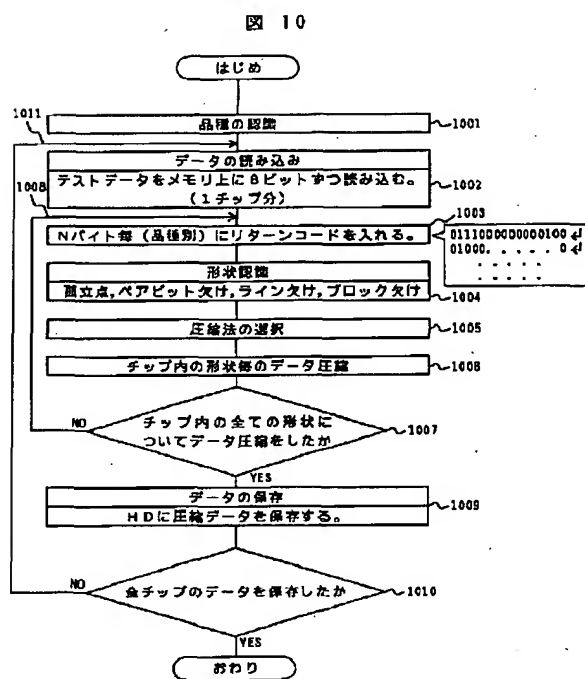 図 10
はじめ
1011
品種の認識
1001
データの読み込み
テストデータをメモリ上に8ビットずつ読み込む。
(1チップ分)
1002
1008
1003
Nバイト毎(品種別)にリターンコードを入れる。
0111000000000100 ↲
01000. . . . . 0 ↲
. . . . .
. . . .
形状認識
孤立点,ペアビット欠け,ライン欠け,ブロック欠け
1004
圧縮法の選択
1005
チップ内の形状毎のデータ圧縮
1006
チップ内の全ての形状に
ついてデータ圧縮をしたか
1007
NO
YES
データの保存
HDに圧縮データを保存する。
1009
全チップのデータを保存したか
1010
NO
YES
おわり